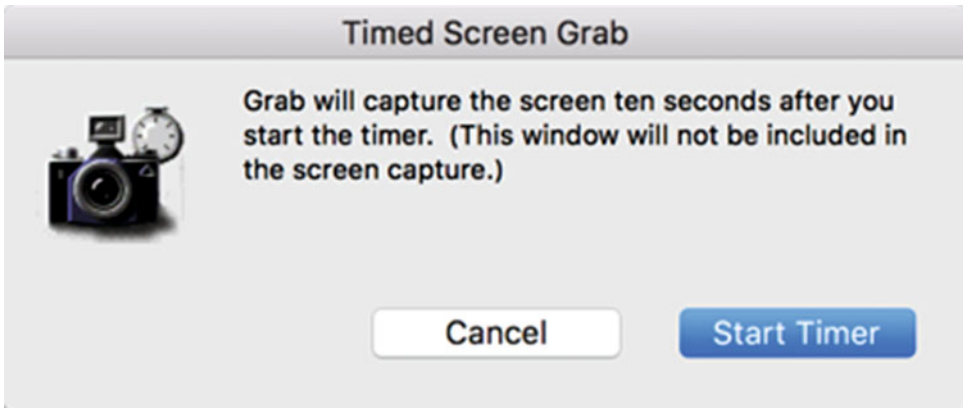 Timed Screen Grab
Grab will capture the screen ten seconds after you
start the timer.  (This window will not be included in
the screen capture.)
Cancel
Start Timer